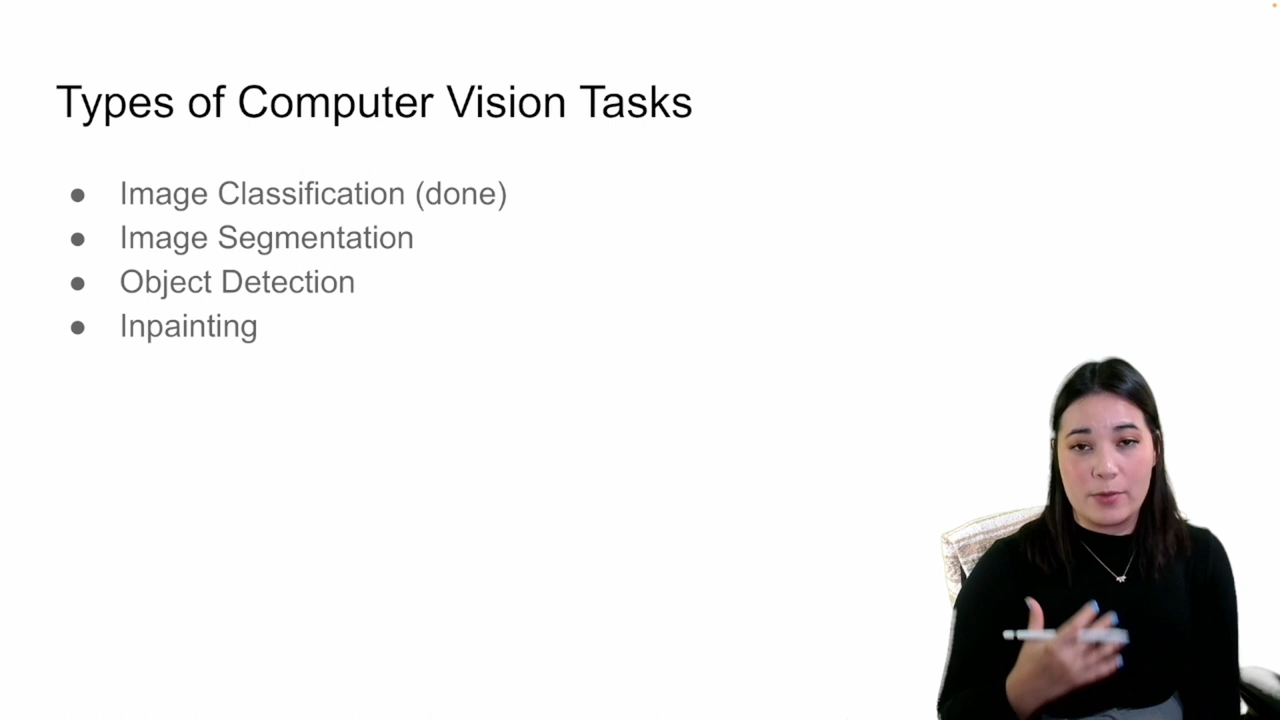 Types of Computer Vision Tasks
● Image Classification (done)
● Image Segmentation
● Object Detection
● Inpainting